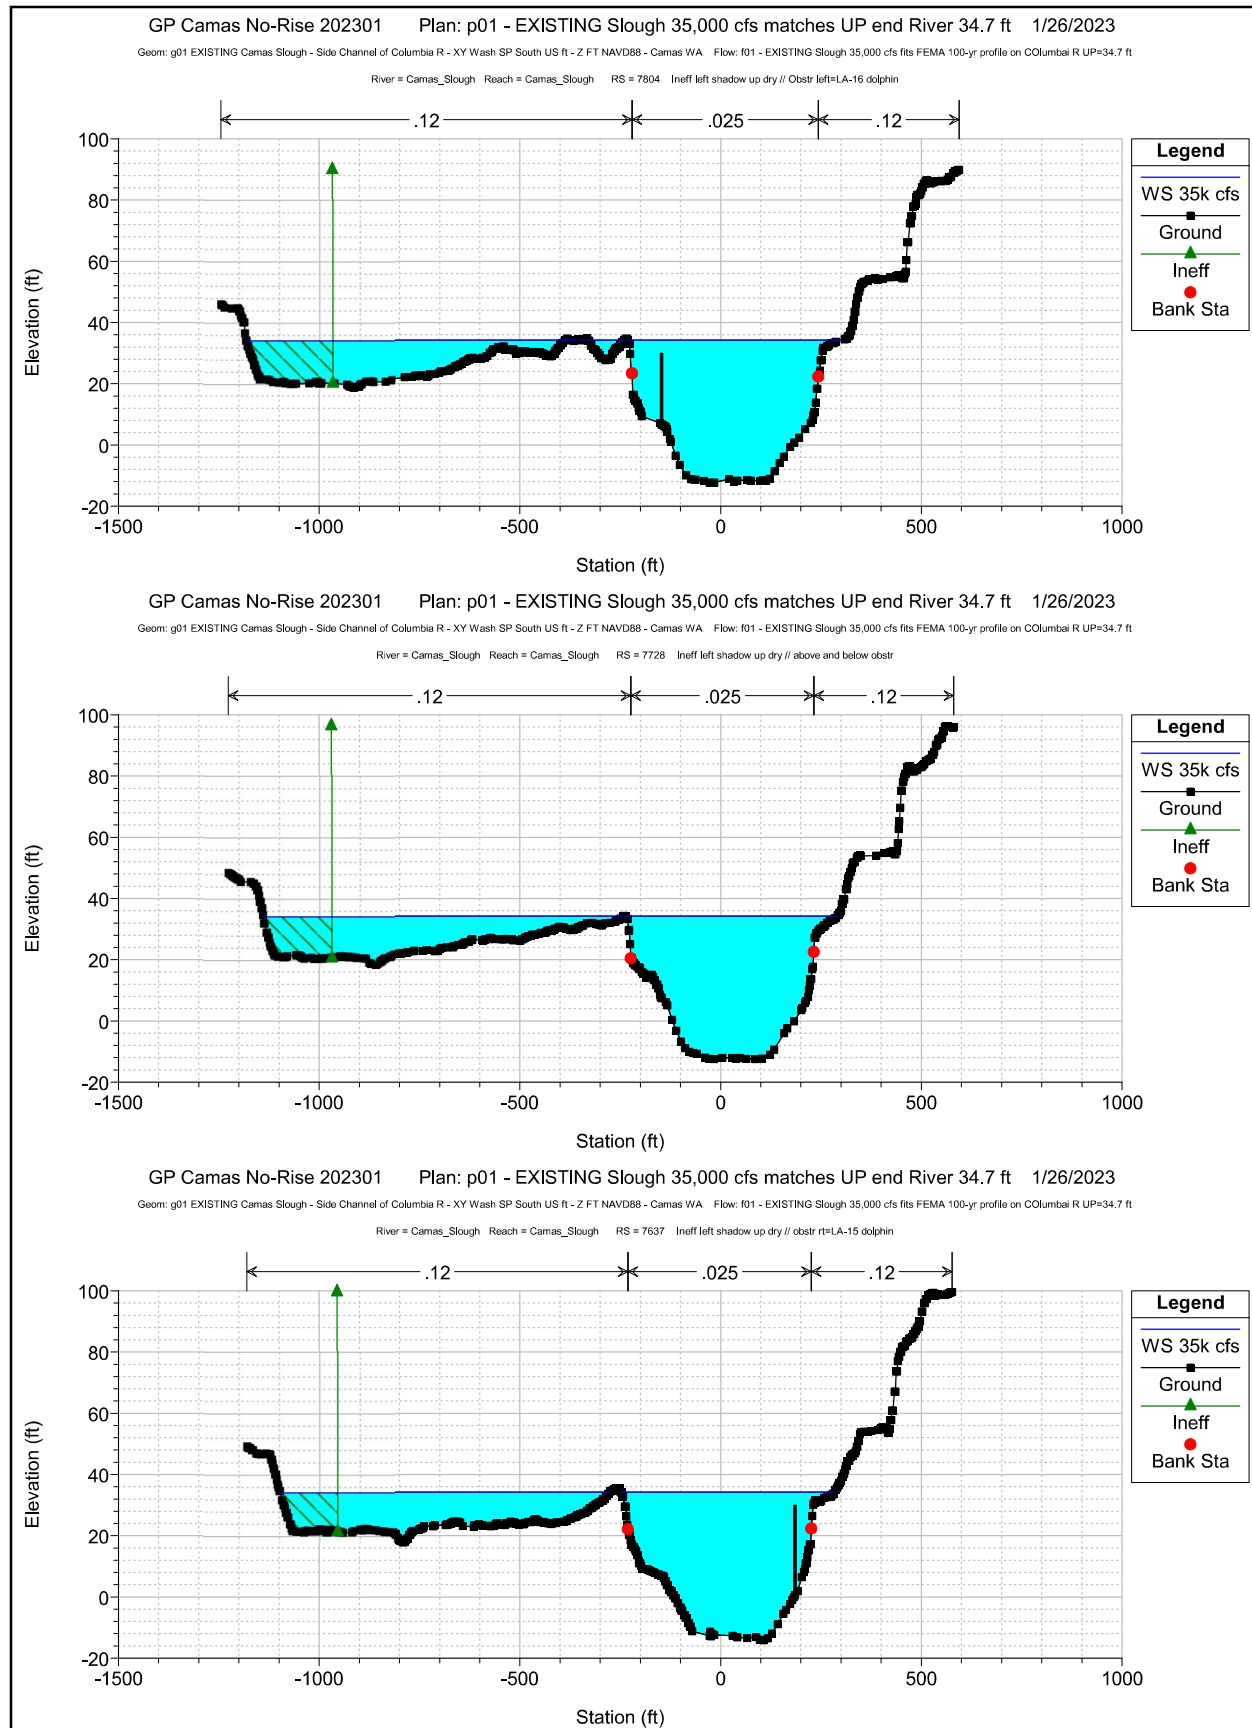 GP Camas No-Rise 202301 Plan: p01 - EXISTING Slough 35,000 cfs matches UP end River 34.7 ft 1/26/2023
Geom: g01 EXISTING Camas Slough - Side Channel of Columbia R - XY Wash SP South US ft - Z FT NAVD88 - Camas WA Flow: f01 - EXISTING Slough 35,000 cfs fits FEMA 100-yr profile on COlumbai R UP=34.7 ft
River = Camas_Slough Reach = Camas_Slough RS = 7804 Ineff left shadow up dry // Obstr left=LA-16 dolphin
.12 .025 .12
100
80
60
40
20
0
-20
-1500 -1000 -500 0 500 1000
Elevation (ft)
Station (ft)
Legend
WS 35k cfs
Ground
Ineff
Bank Sta
GP Camas No-Rise 202301 Plan: p01 - EXISTING Slough 35,000 cfs matches UP end River 34.7 ft 1/26/2023
Geom: g01 EXISTING Camas Slough - Side Channel of Columbia R - XY Wash SP South US ft - Z FT NAVD88 - Camas WA Flow: f01 - EXISTING Slough 35,000 cfs fits FEMA 100-yr profile on COlumbai R UP=34.7 ft
River = Camas_Slough Reach = Camas_Slough RS = 7728 Ineff left shadow up dry // above and below obstr
.12 .025 .12
100
80
60
40
20
0
-20
-1500 -1000 -500 0 500 1000
Elevation (ft)
Station (ft)
Legend
WS 35k cfs
Ground
Ineff
Bank Sta
GP Camas No-Rise 202301 Plan: p01 - EXISTING Slough 35,000 cfs matches UP end River 34.7 ft 1/26/2023
Geom: g01 EXISTING Camas Slough - Side Channel of Columbia R - XY Wash SP South US ft - Z FT NAVD88 - Camas WA Flow: f01 - EXISTING Slough 35,000 cfs fits FEMA 100-yr profile on COlumbai R UP=34.7 ft
River = Camas_Slough Reach = Camas_Slough RS = 7637 Ineff left shadow up dry // obstr rt=LA-15 dolphin
.12 .025 .12
100
80
60
40
20
0
-20
-1500 -1000 -500 0 500 1000
Elevation (ft)
Station (ft)
Legend
WS 35k cfs
Ground
Ineff
Bank Sta